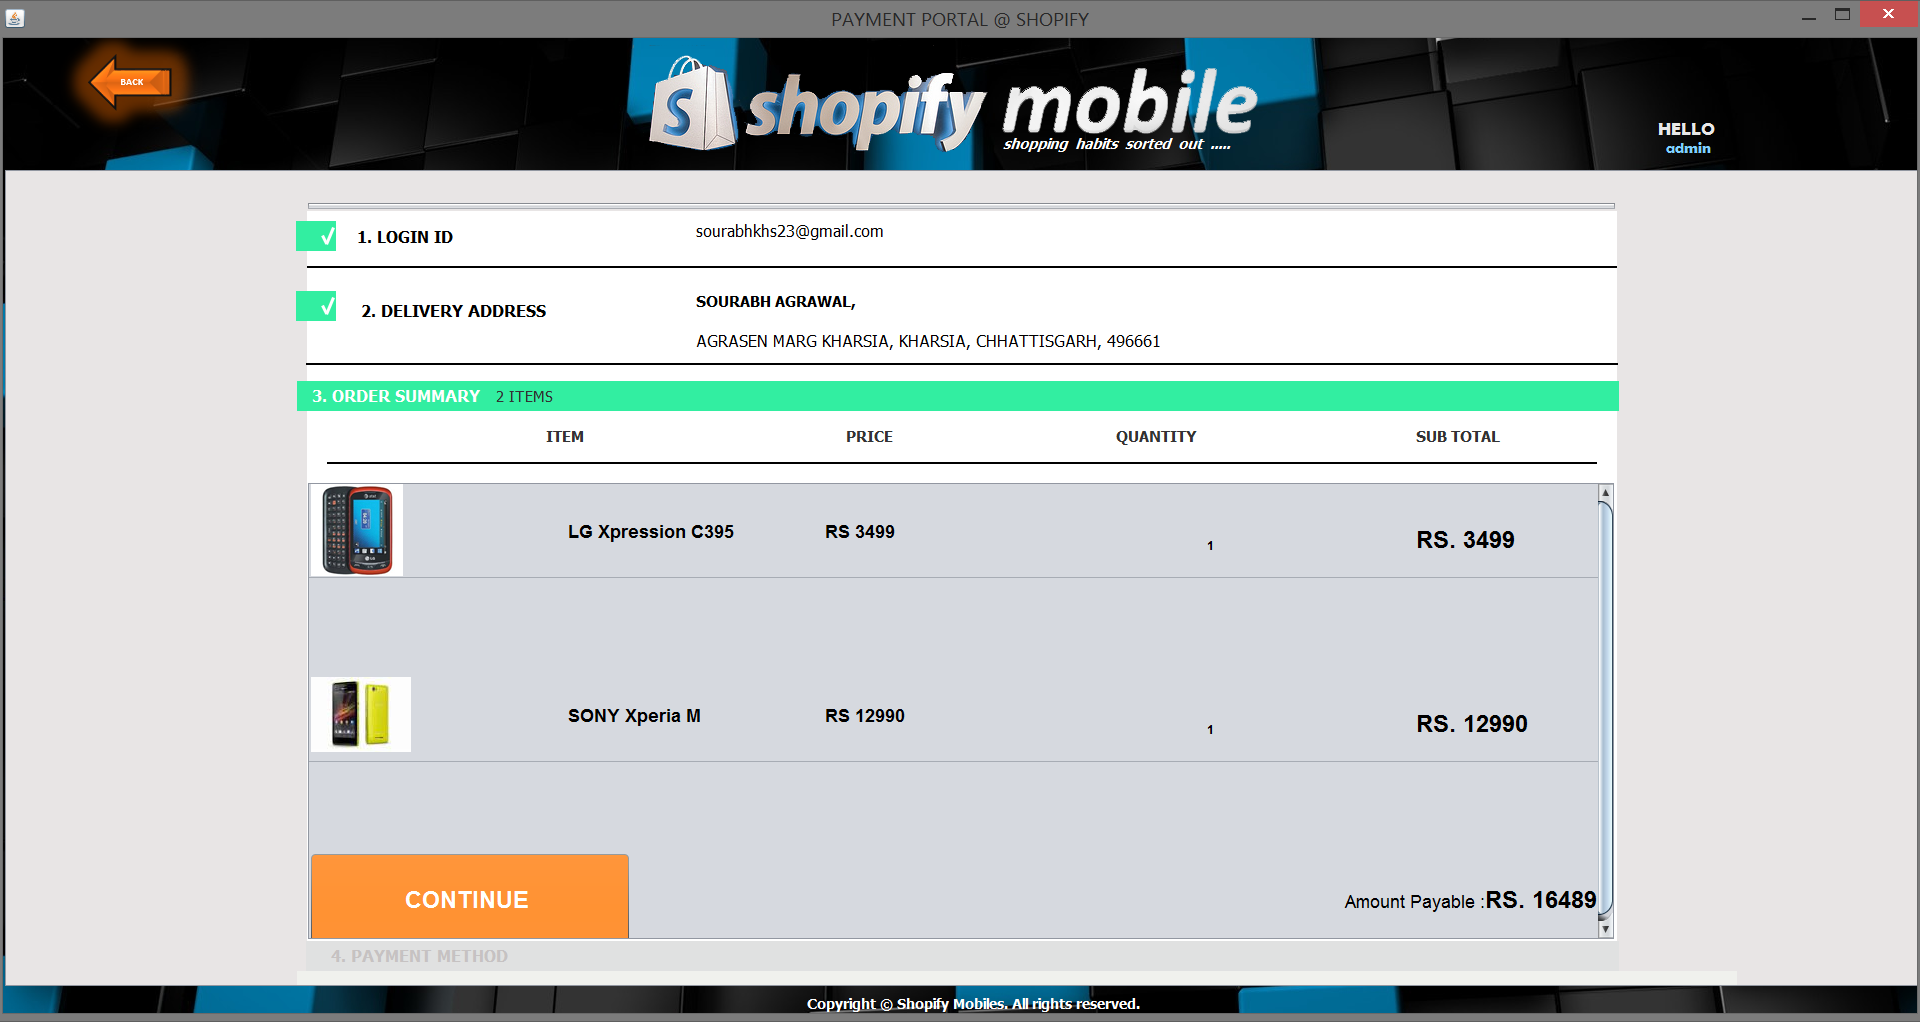 PAYMENT PORTAL @ SHOPIFY
BACK
S shopify mobile
shopping habits sorted out .....
HELLO
admin
✓ 1. LOGIN ID sourabhkhs23@gmail.com
✓ 2. DELIVERY ADDRESS SOURABH AGRAWAL,
AGRASEN MARG KHARSIA, KHARSIA, CHHATTISGARH, 496661
3. ORDER SUMMARY 2 ITEMS
ITEM PRICE QUANTITY SUB TOTAL
LG Xpression C395 RS 3499 1 RS. 3499
SONY Xperia M RS 12990 1 RS. 12990
CONTINUE Amount Payable :RS. 16489
4. PAYMENT METHOD
Copyright © Shopify Mobiles. All rights reserved.